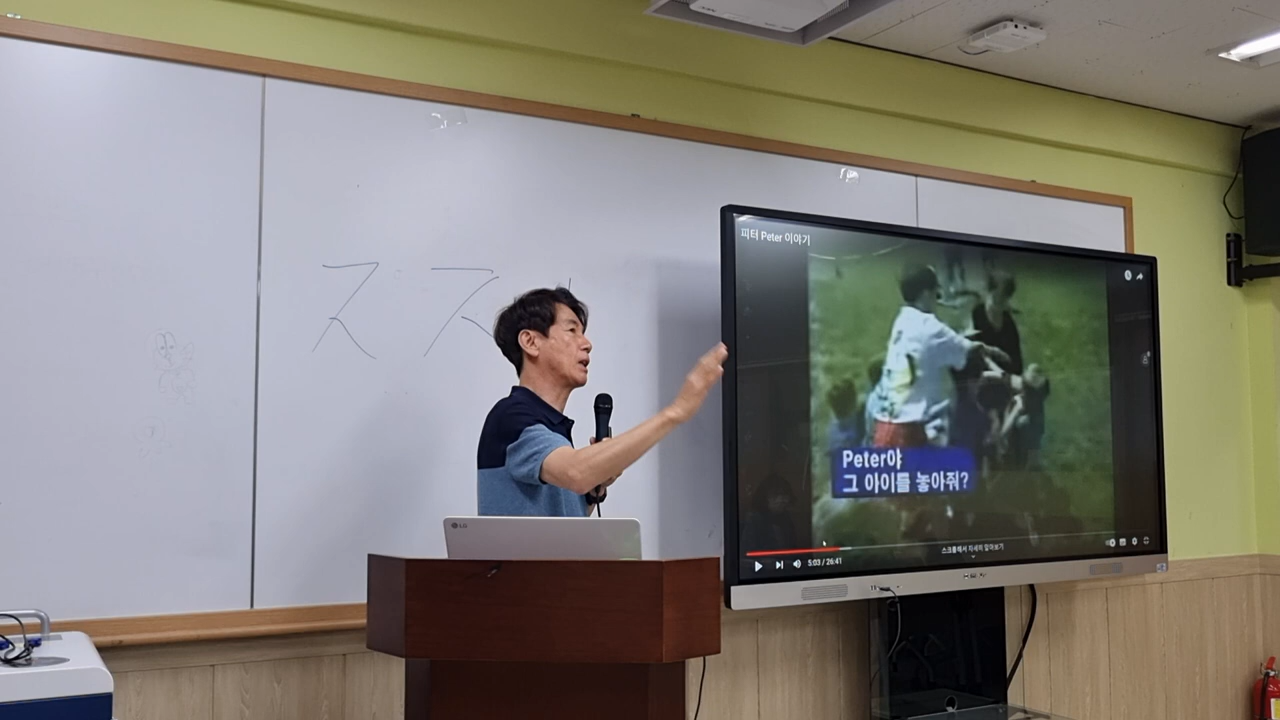 ㅈ ㅈ
LG
피터 Peter 이야기
Peter야
그 아이를 놓아줘?
스크롤해서 자세히 알아보기
5:03 / 26:41